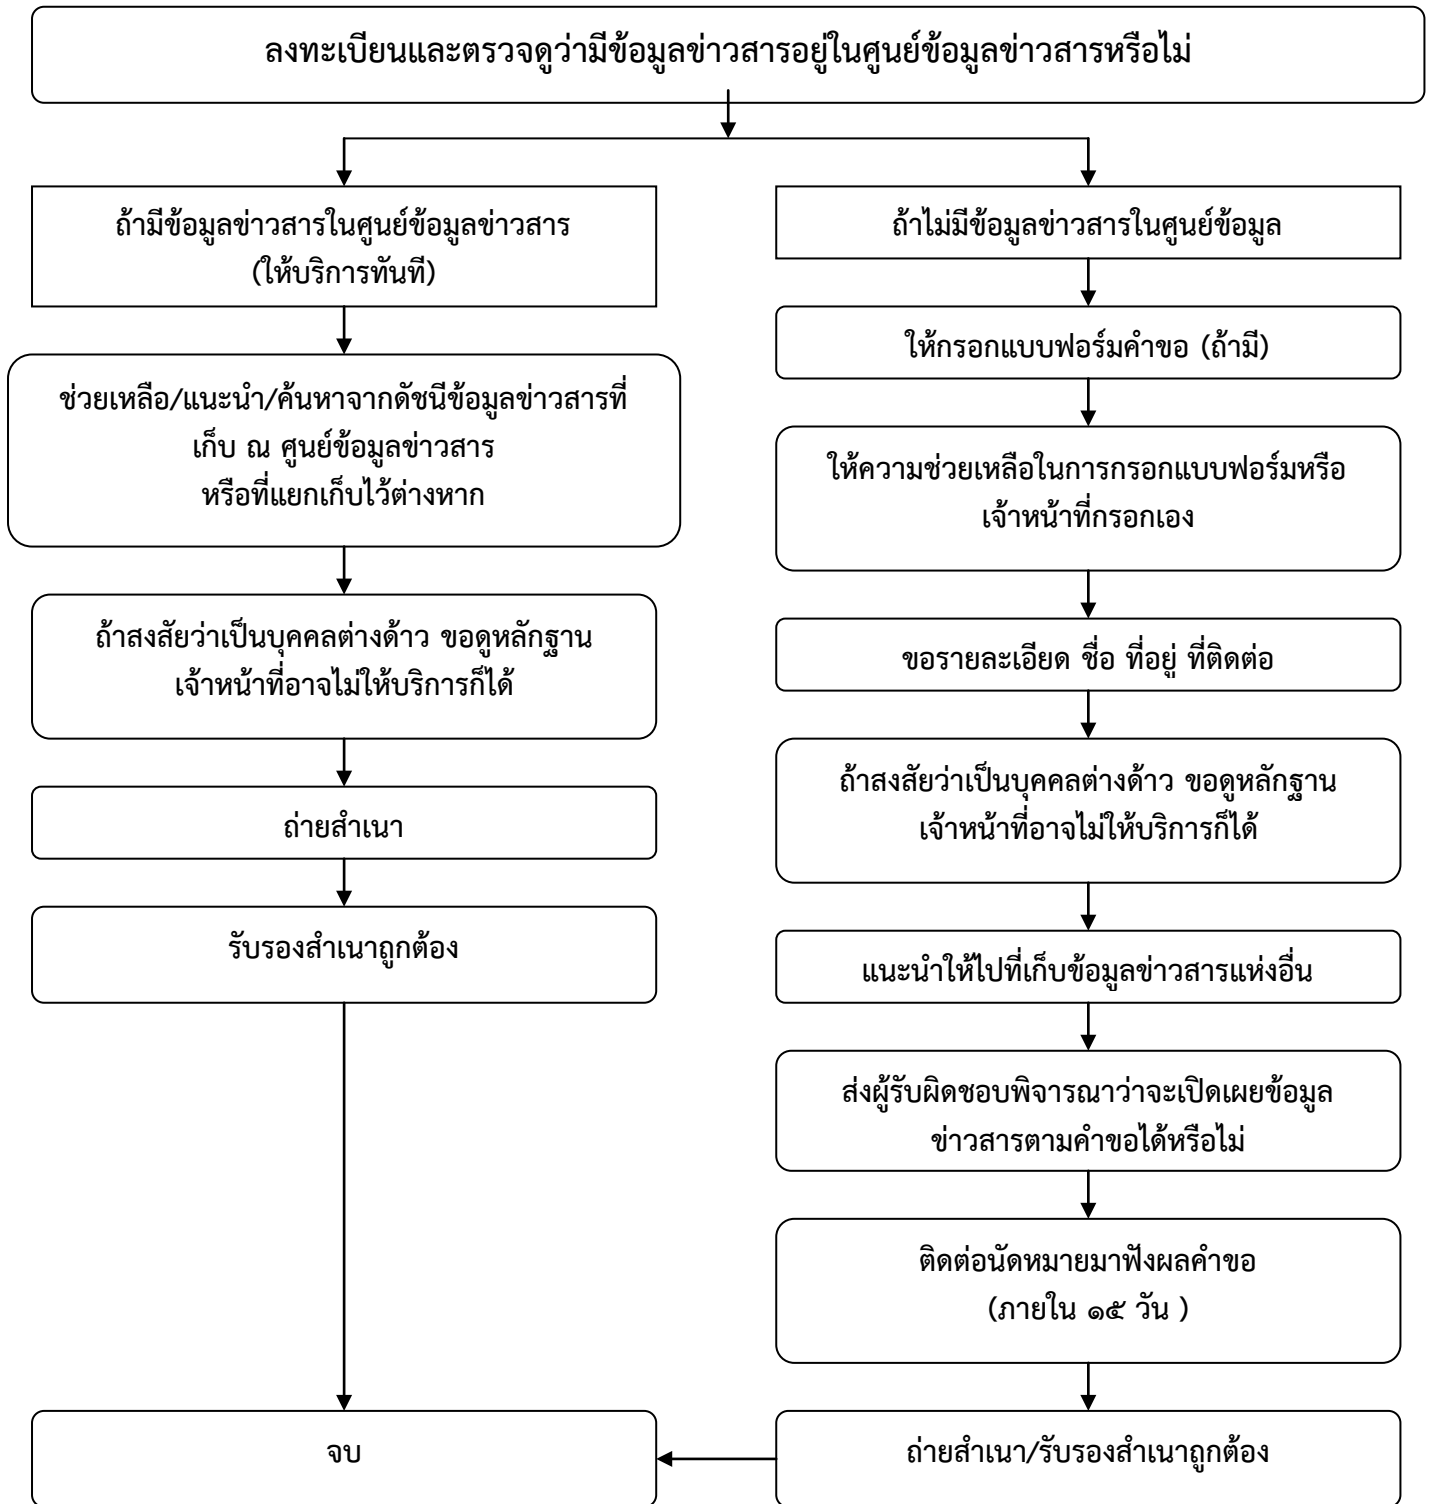 ลงทะเบียนและตรวจดูว่ามีข้อมูลข่าวสารอยู่ในศูนย์ข้อมูลข่าวสารหรือไม่
ถ้ามีข้อมูลข่าวสารในศูนย์ข้อมูลข่าวสาร
(ให้บริการทันที)
ช่วยเหลือ/แนะนำ/ค้นหาจากดัชนีข้อมูลข่าวสารที่
เก็บ ณ ศูนย์ข้อมูลข่าวสาร
หรือที่แยกเก็บไว้ต่างหาก
ถ้าสงสัยว่าเป็นบุคคลต่างด้าว ขอดูหลักฐาน
เจ้าหน้าที่อาจไม่ให้บริการก็ได้
ถ่ายสำเนา
รับรองสำเนาถูกต้อง
ถ้าไม่มีข้อมูลข่าวสารในศูนย์ข้อมูล
ให้กรอกแบบฟอร์มคำขอ (ถ้ามี)
ให้ความช่วยเหลือในการกรอกแบบฟอร์มหรือ
เจ้าหน้าที่กรอกเอง
ขอรายละเอียด ชื่อ ที่อยู่ ที่ติดต่อ
ถ้าสงสัยว่าเป็นบุคคลต่างด้าว ขอดูหลักฐาน
เจ้าหน้าที่อาจไม่ให้บริการก็ได้
แนะนำให้ไปที่เก็บข้อมูลข่าวสารแห่งอื่น
ส่งผู้รับผิดชอบพิจารณาว่าจะเปิดเผยข้อมูล
ข่าวสารตามคำขอได้หรือไม่
ติดต่อนัดหมายมาฟังผลคำขอ
(ภายใน ๑๕ วัน )
ถ่ายสำเนา/รับรองสำเนาถูกต้อง
จบ